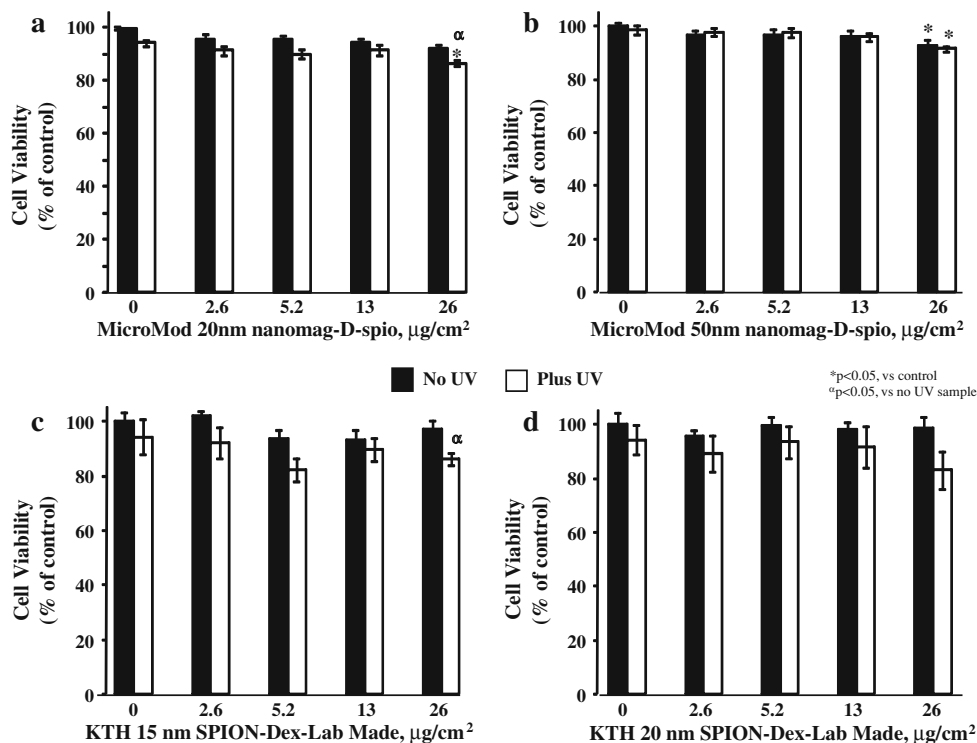 a
α
*
100
80
60
40
20
0
Cell Viability
(% of control)
0 2.6 5.2 13 26
MicroMod 20nm nanomag-D-spio, µg/cm²
b
* *
100
80
60
40
20
0
Cell Viability
(% of control)
0 2.6 5.2 13 26
MicroMod 50nm nanomag-D-spio, µg/cm²
No UV Plus UV
*p<0.05, vs control
αp<0.05, vs no UV sample
c
α
100
80
60
40
20
0
Cell Viability
(% of control)
0 2.6 5.2 13 26
KTH 15 nm SPION-Dex-Lab Made, µg/cm²
d
100
80
60
40
20
0
Cell Viability
(% of control)
0 2.6 5.2 13 26
KTH 20 nm SPION-Dex-Lab Made, µg/cm²